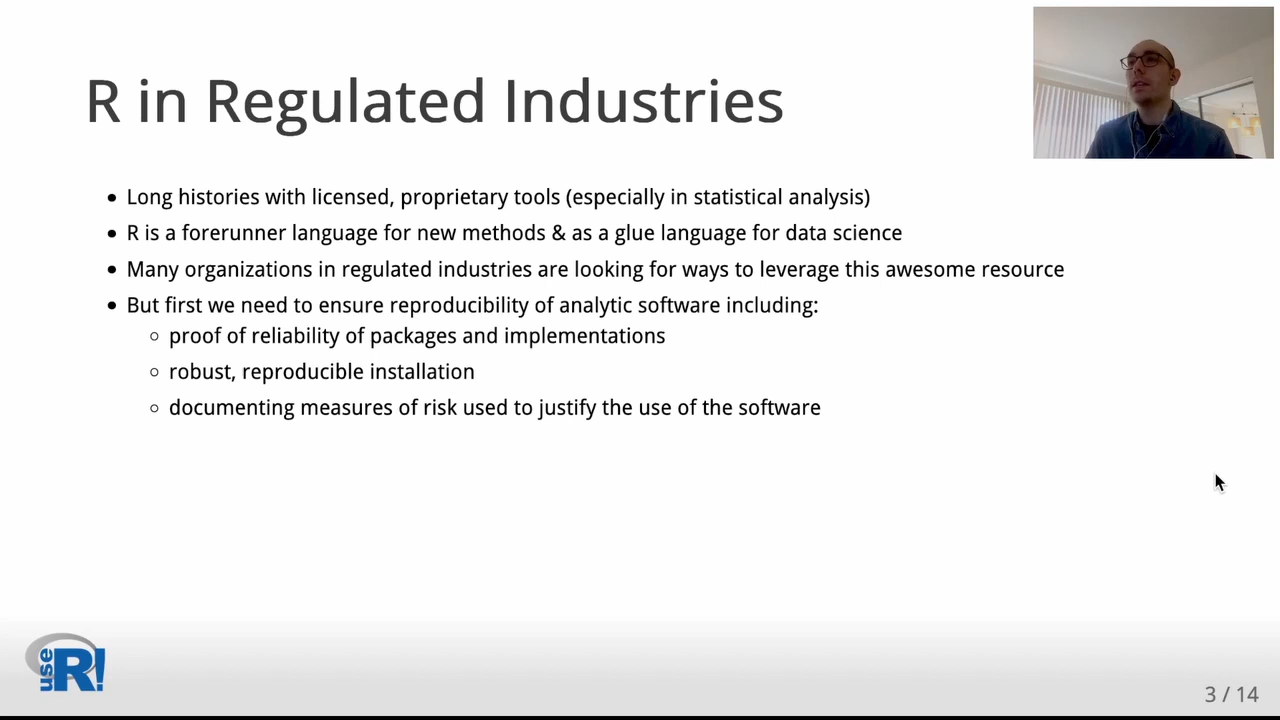 R in Regulated Industries
Long histories with licensed, proprietary tools (especially in statistical analysis)
R is a forerunner language for new methods & as a glue language for data science
Many organizations in regulated industries are looking for ways to leverage this awesome resource
But first we need to ensure reproducibility of analytic software including:
proof of reliability of packages and implementations
robust, reproducible installation
documenting measures of risk used to justify the use of the software
use R!
3 / 14